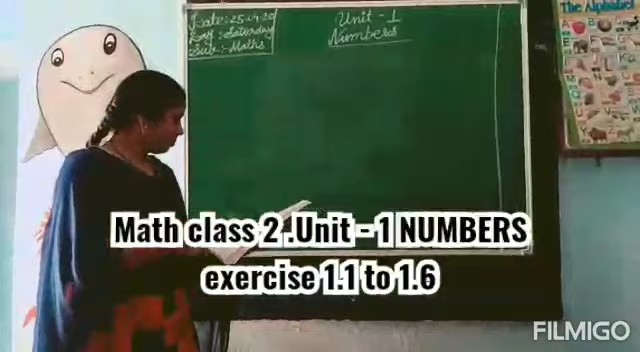 Date:-25.04.20
Day:-Saturday
Sub:-Maths
Unit-1
Numbers
The Alphabet
Math class 2 .Unit - 1 NUMBERS
exercise 1.1 to 1.6
FILMIGO